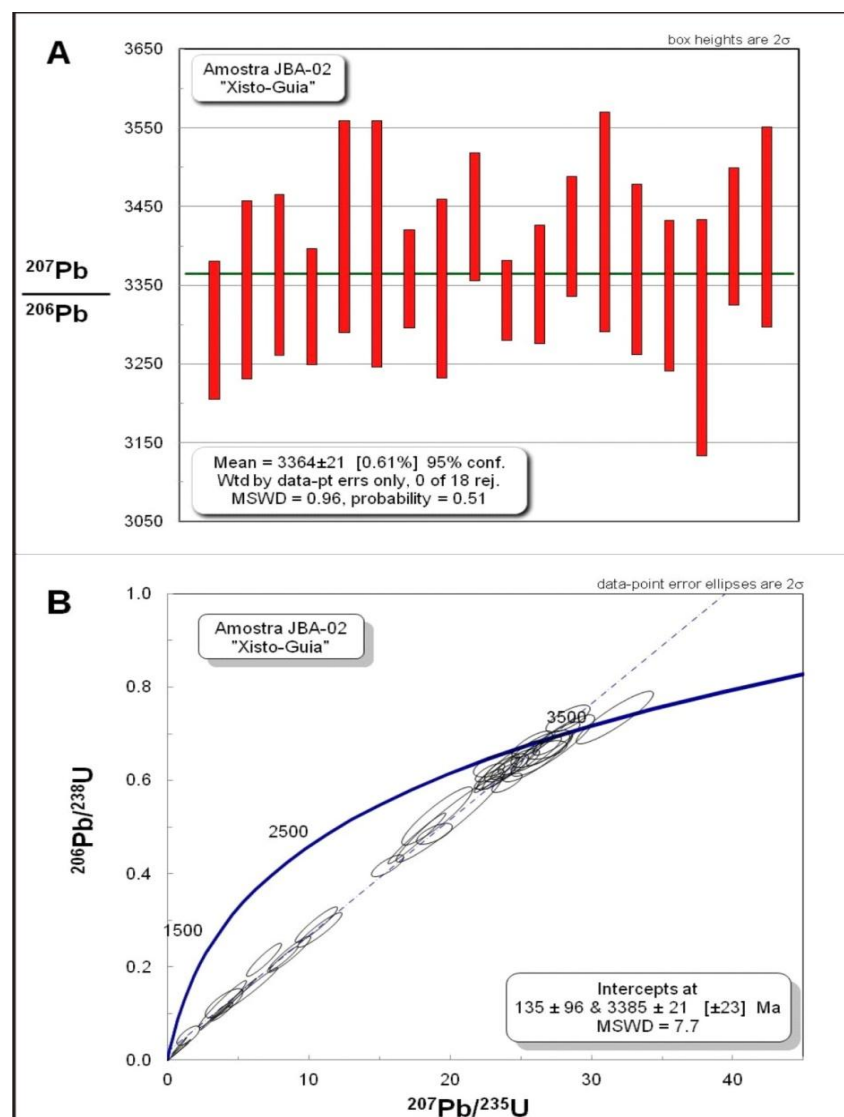 A
box heights are 2σ
3650
3550
3450
3350
3250
3150
3050
Amostra JBA-02
"Xisto-Guia"
²⁰⁷Pb
²⁰⁶Pb
Mean = 3364±21 [0.61%] 95% conf.
Wtd by data-pt errs only, 0 of 18 rej.
MSWD = 0.96, probability = 0.51
B
data-point error ellipses are 2σ
1.0
0.8
0.6
0.4
0.2
0.0
Amostra JBA-02
"Xisto-Guia"
3500
2500
1500
²⁰⁶Pb/²³⁸U
Intercepts at
135 ± 96 & 3385 ± 21 [±23] Ma
MSWD = 7.7
0 10 20 30 40
²⁰⁷Pb/²³⁵U